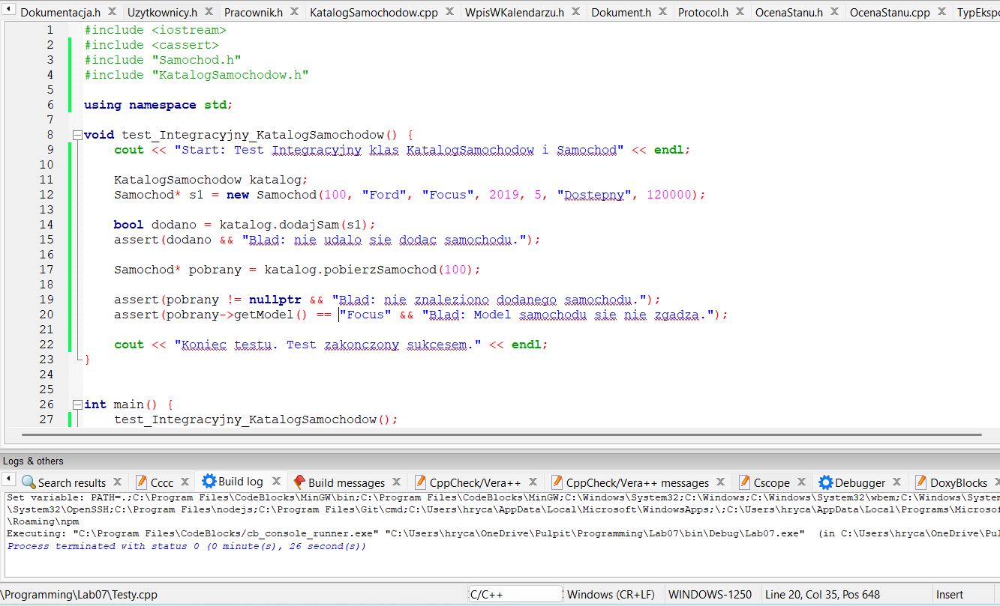 Dokumentacja.h X Uzytkownicy.h X Pracownik.h X KatalogSamochodow.cpp X WpisWKalendarzu.h X Dokument.h X Protocol.h X OcenaStanu.h X OcenaStanu.cpp X TypEkspo
1 #include <iostream>
2 #include <cassert>
3 #include "Samochod.h"
4 #include "KatalogSamochodow.h"
5
6 using namespace std;
7
8 void test_Integracyjny_KatalogSamochodow() {
9 cout << "Start: Test Integracyjny klas KatalogSamochodow i Samochod" << endl;
10
11 KatalogSamochodow katalog;
12 Samochod* s1 = new Samochod(100, "Ford", "Focus", 2019, 5, "Dostepny", 120000);
13
14 bool dodano = katalog.dodajSam(s1);
15 assert(dodano && "Blad: nie udalo sie dodac samochodu.");
16
17 Samochod* pobrany = katalog.pobierzSamochod(100);
18
19 assert(pobrany != nullptr && "Blad: nie znaleziono dodanego samochodu.");
20 assert(pobrany->getModel() == "Focus" && "Blad: Model samochodu sie nie zgadza.");
21
22 cout << "Koniec testu. Test zakonczony sukcesem." << endl;
23 }
24
25
26 int main() {
27 test_Integracyjny_KatalogSamochodow();
Logs & others
Search results X Cccc X Build log X Build messages X CppCheck/Vera++ X CppCheck/Vera++ messages X Cscope X Debugger X DoxyBlocks X
Set variable: PATH=.;C:\Program Files\CodeBlocks\MinGW\bin;C:\Program Files\CodeBlocks\MinGW;C:\Windows\System32;C:\Windows;C:\Windows\System32\wbem;C:\Windows\System
\System32\OpenSSH;C:\Program Files\nodejs;C:\Program Files\Git\cmd;C:\Users\hryca\AppData\Local\Microsoft\WindowsApps;\;C:\Users\hryca\AppData\Local\Programs\Microsof
\Roaming\npm
Executing: "C:\Program Files\CodeBlocks/cb_console_runner.exe" "C:\Users\hryca\OneDrive\Pulpit\Programming\Lab07\bin\Debug\Lab07.exe" (in C:\Users\hryca\OneDrive\Pul
Process terminated with status 0 (0 minute(s), 26 second(s))
\Programming\Lab07\Testy.cpp C/C++ Windows (CR+LF) WINDOWS-1250 Line 20, Col 35, Pos 648 Insert